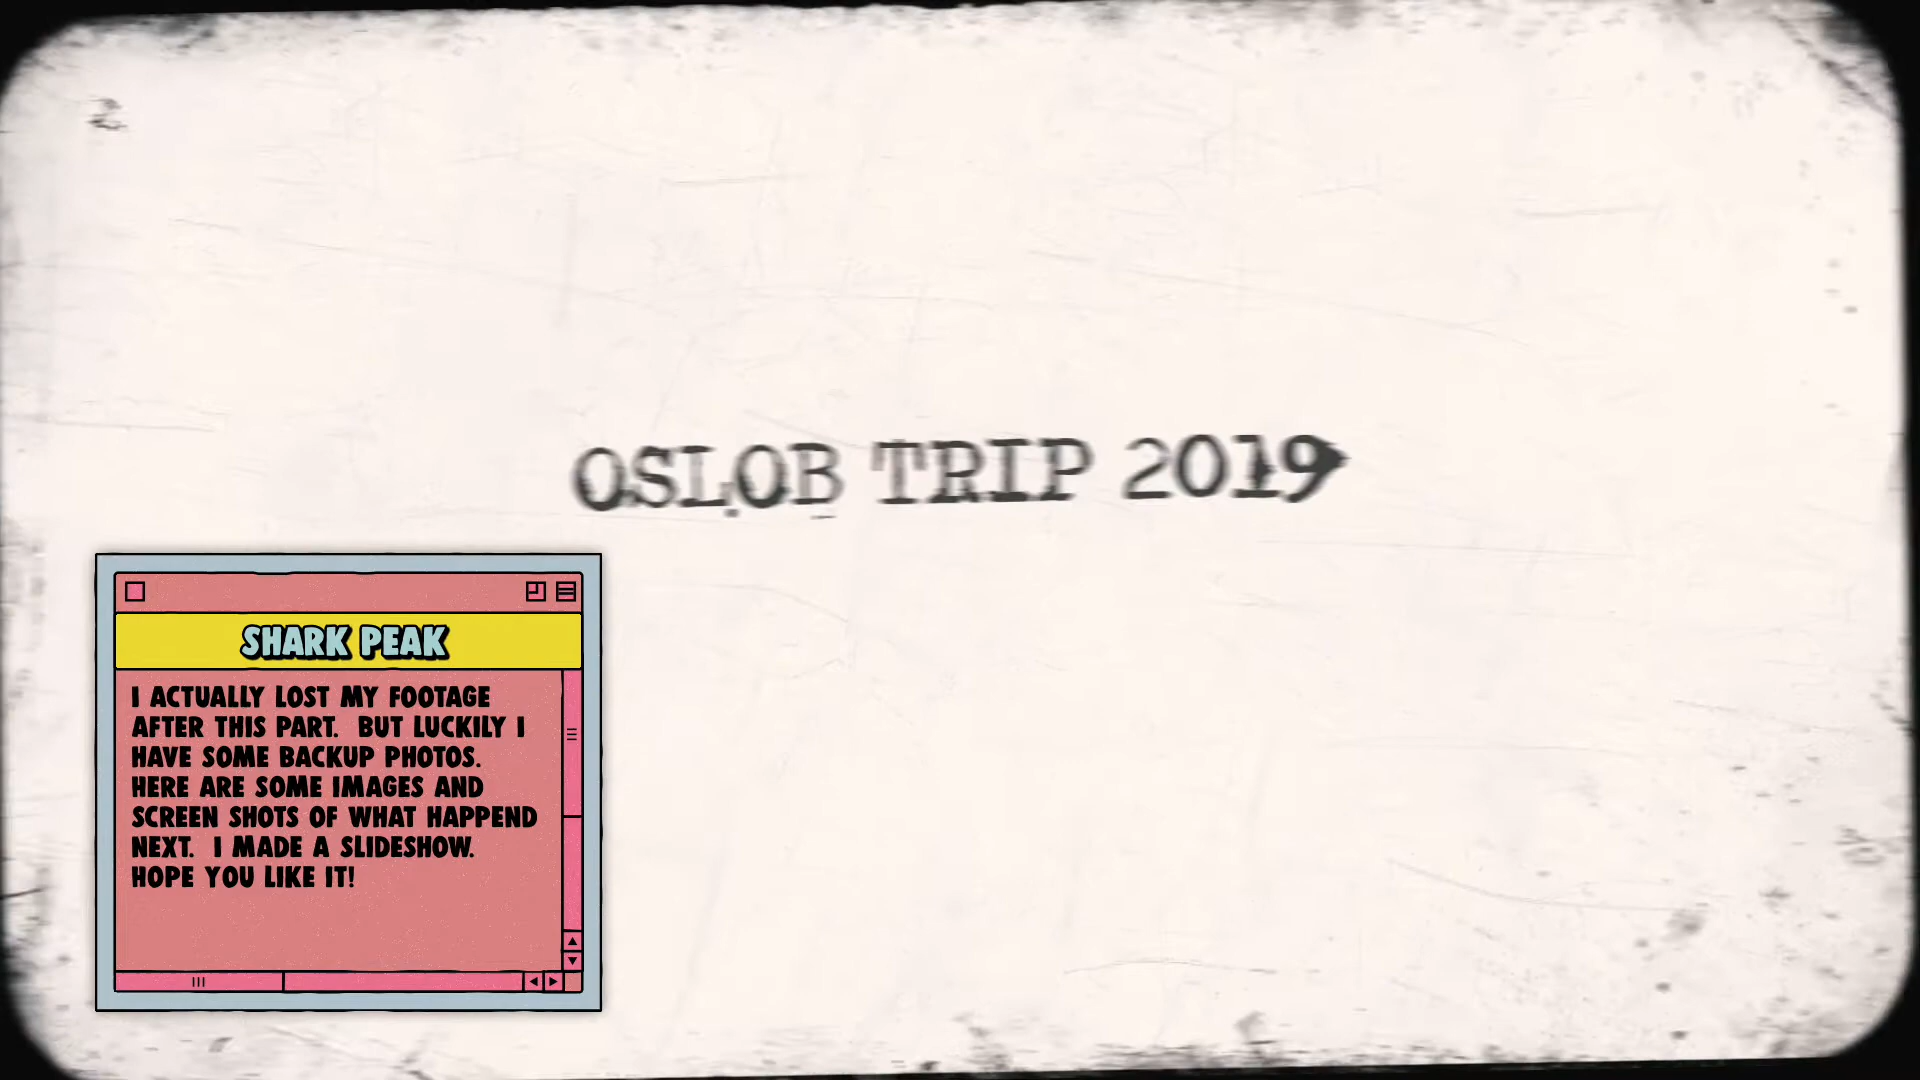 OSLOB TRIP 2019
SHARK PEAK
I ACTUALLY LOST MY FOOTAGE
AFTER THIS PART. BUT LUCKILY I
HAVE SOME BACKUP PHOTOS.
HERE ARE SOME IMAGES AND
SCREEN SHOTS OF WHAT HAPPEND
NEXT. I MADE A SLIDESHOW.
HOPE YOU LIKE IT!